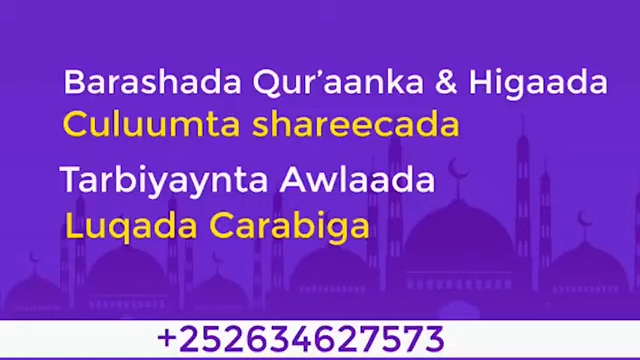 Barashada Qur’aanka & Higaada
Culuumta shareecada
Tarbiyaynta Awlaada
Luqada Carabiga
+252634627573